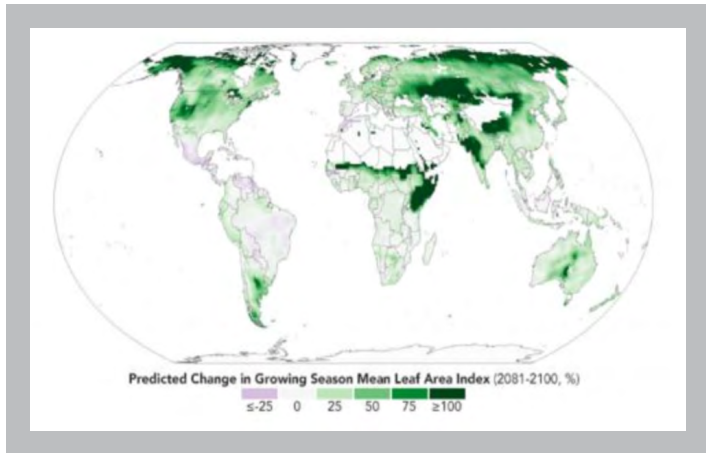 Predicted Change in Growing Season Mean Leaf Area Index (2081-2100, %)
≤-25 0 25 50 75 ≥100